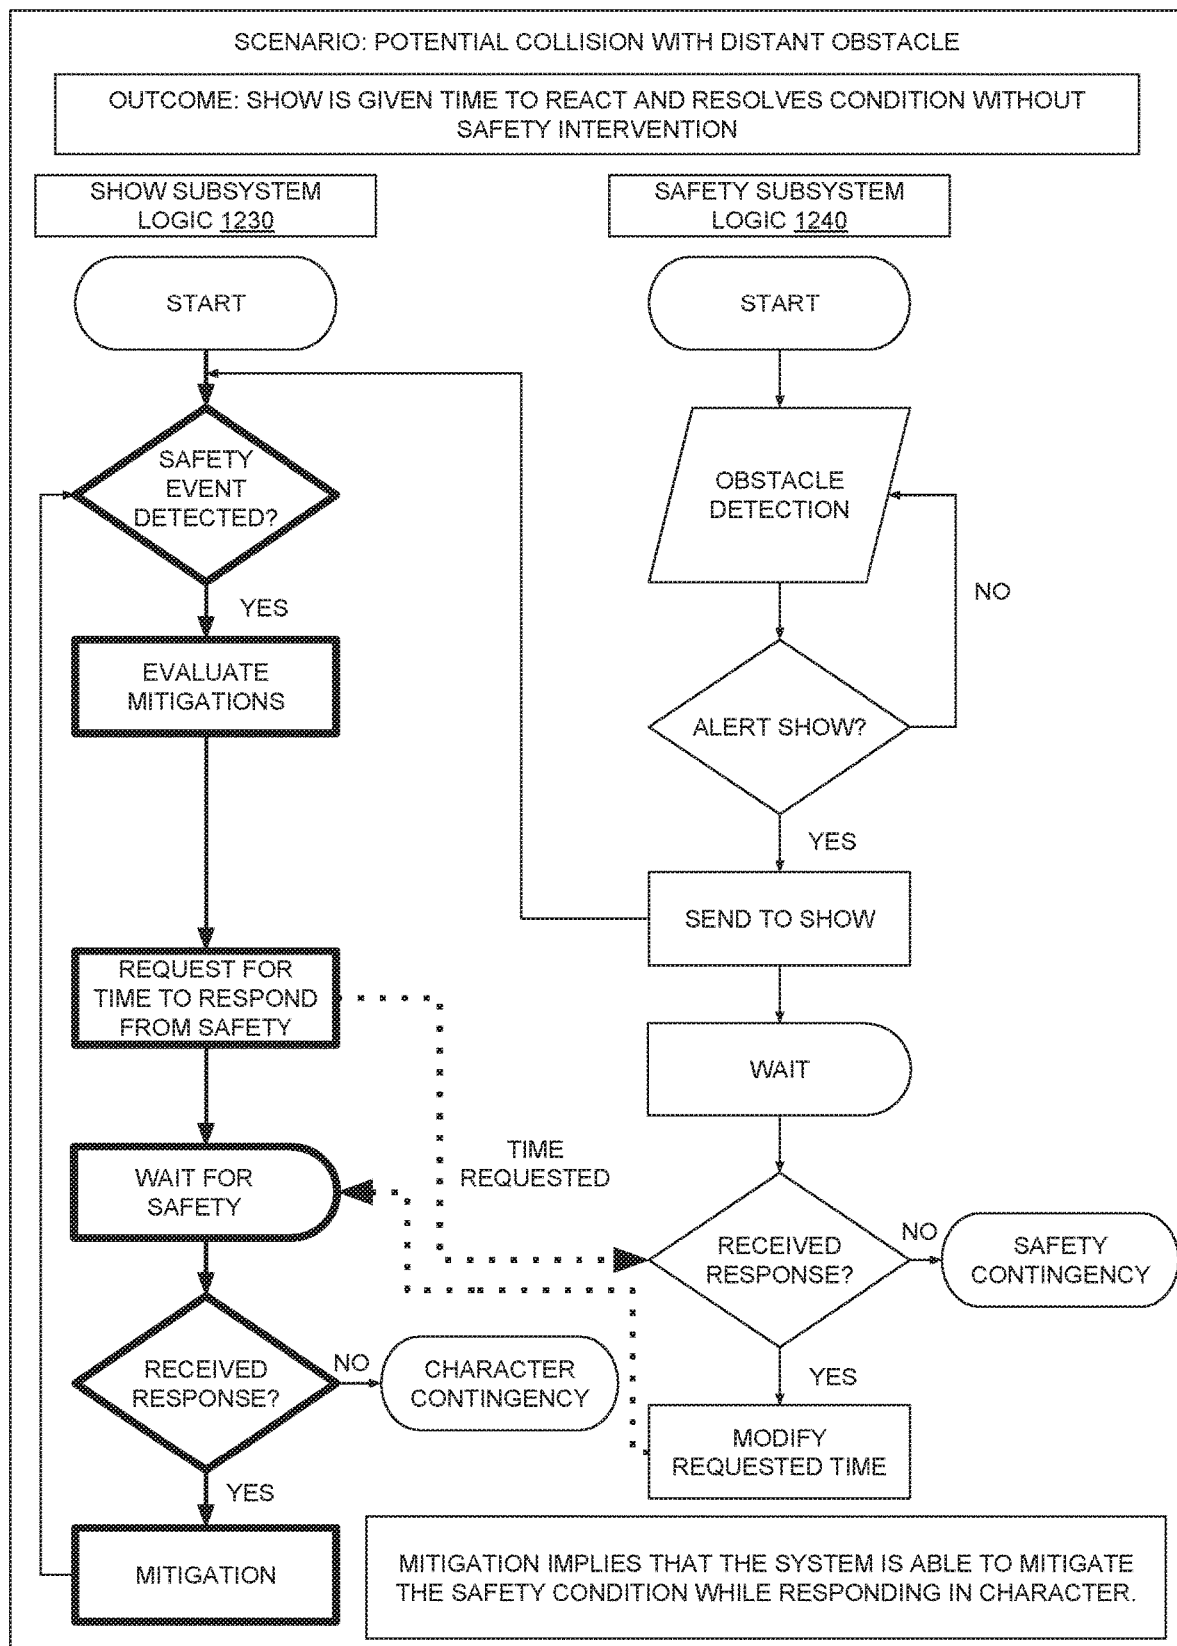 SCENARIO: POTENTIAL COLLISION WITH DISTANT OBSTACLE
OUTCOME: SHOW IS GIVEN TIME TO REACT AND RESOLVES CONDITION WITHOUT
SAFETY INTERVENTION
SHOW SUBSYSTEM
LOGIC 1230
START
SAFETY
EVENT
DETECTED?
YES
EVALUATE
MITIGATIONS
REQUEST FOR
TIME TO RESPOND
FROM SAFETY
TIME
REQUESTED
WAIT FOR
SAFETY
RECEIVED
RESPONSE?
NO
CHARACTER
CONTINGENCY
YES
MITIGATION
SAFETY SUBSYSTEM
LOGIC 1240
START
OBSTACLE
DETECTION
NO
ALERT SHOW?
YES
SEND TO SHOW
WAIT
RECEIVED
RESPONSE?
NO
SAFETY
CONTINGENCY
YES
MODIFY
REQUESTED TIME
MITIGATION IMPLIES THAT THE SYSTEM IS ABLE TO MITIGATE
THE SAFETY CONDITION WHILE RESPONDING IN CHARACTER.